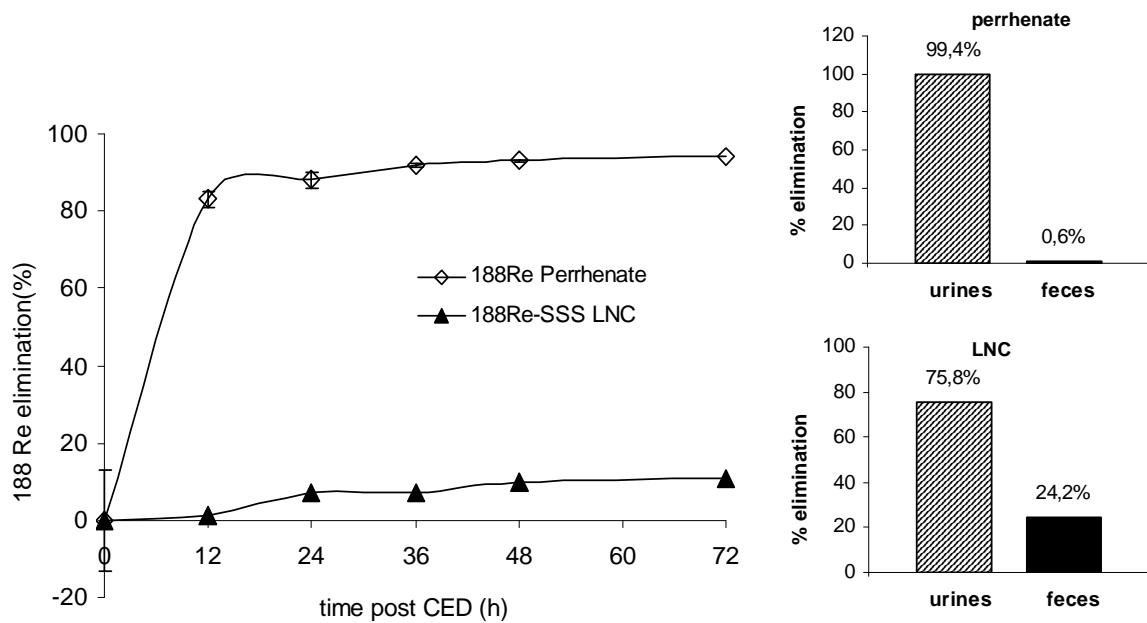 188 Re elimination(%)
100
80
60
40
20
0
-20
0 12 24 36 48 60 72
time post CED (h)
188Re Perrhenate
188Re-SSS LNC
perrhenate
% elimination
120
100
80
60
40
20
0
99,4%
0,6%
urines feces
LNC
% elimination
100
80
60
40
20
0
75,8%
24,2%
urines feces